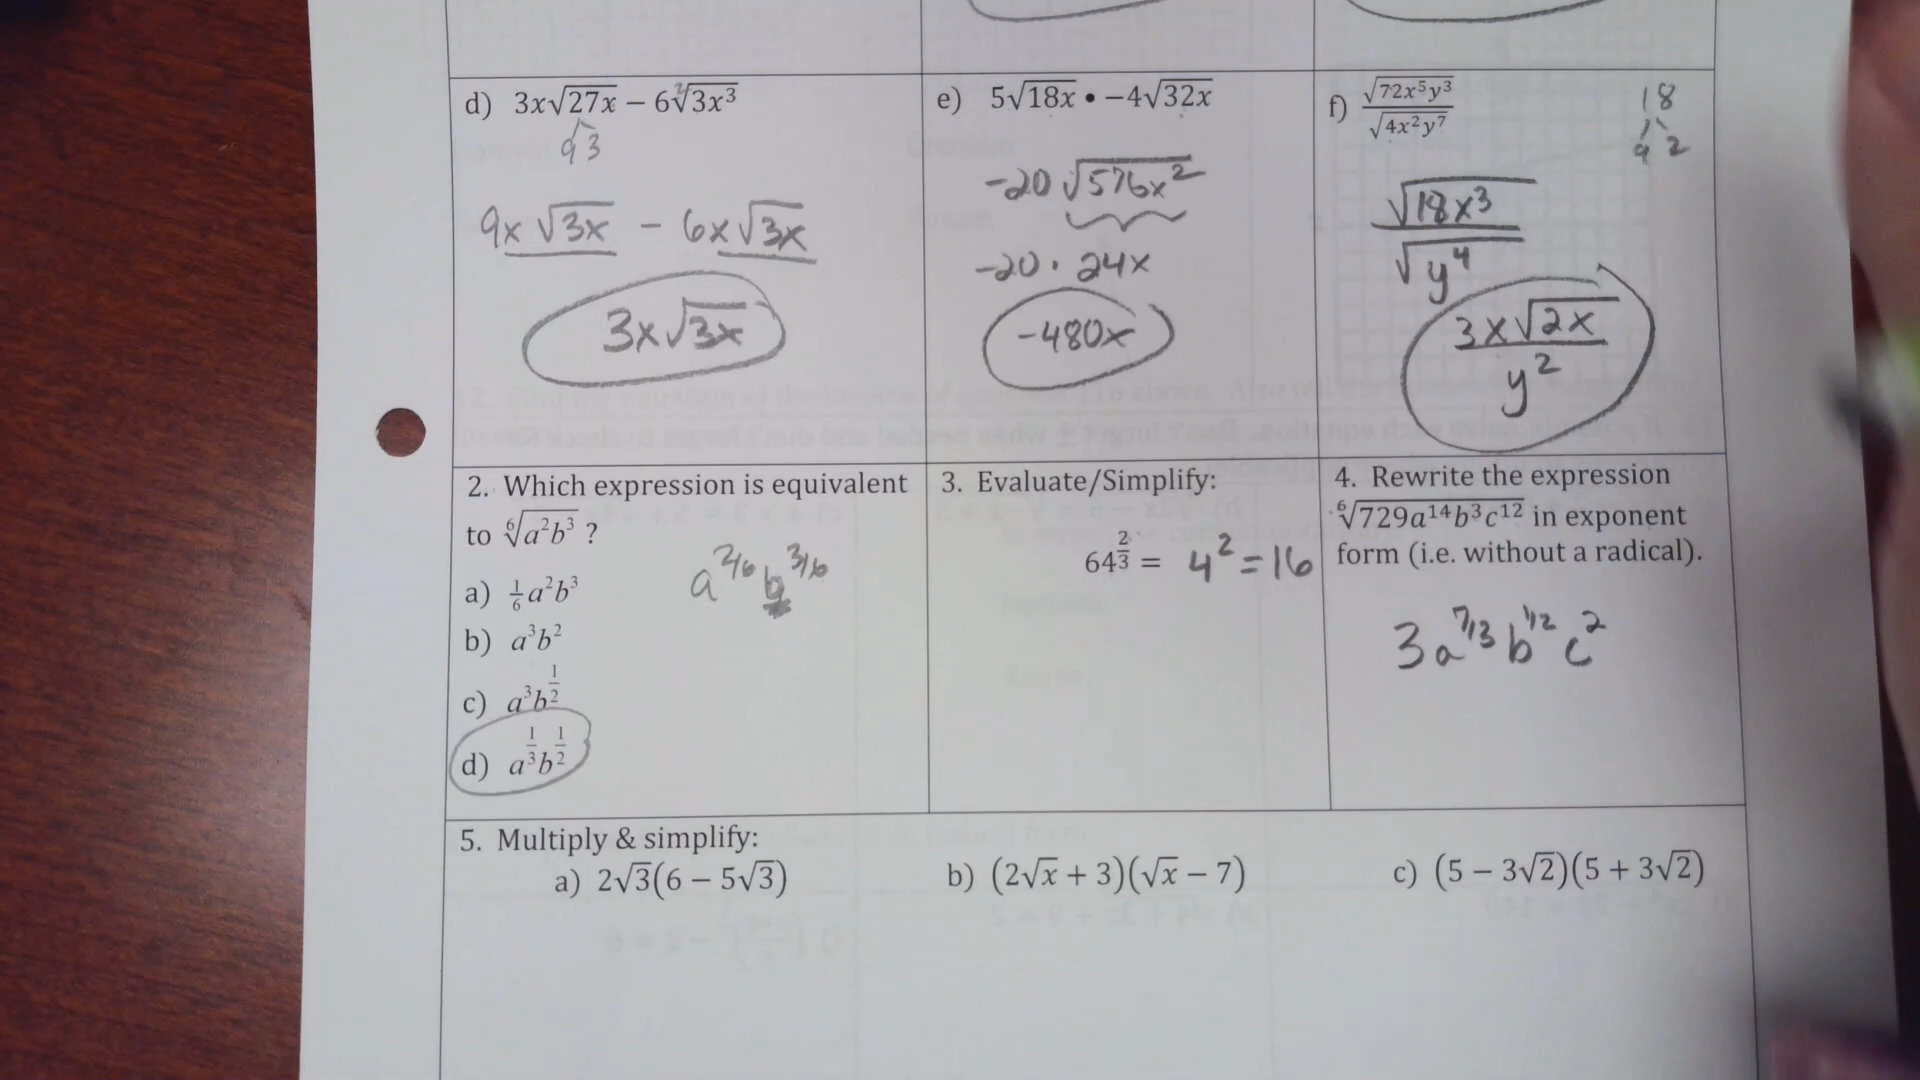 d) 3x√27x − 6∛3x³
9 3
9x √3x − 6x√3x
3x√3x
e) 5√18x • −4√32x
-20 √576x²
-20 · 24x
-480x
f) √72x⁵y³ / √4x²y⁷
18
9 2
√18x³ / √y⁴
3x√2x / y²
2. Which expression is equivalent
to ⁶√a²b³ ?
a^2/6 b^3/6
a) 1/6 a²b³
b) a³b²
c) a³b^1/2
d) a^1/3 b^1/2
3. Evaluate/Simplify:
64^2/3 = 4² = 16
4. Rewrite the expression
⁶√729a¹⁴b³c¹² in exponent
form (i.e. without a radical).
3a^7/3 b^1/2 c²
5. Multiply & simplify:
a) 2√3(6 − 5√3)
b) (2√x + 3)(√x − 7)
c) (5 − 3√2)(5 + 3√2)